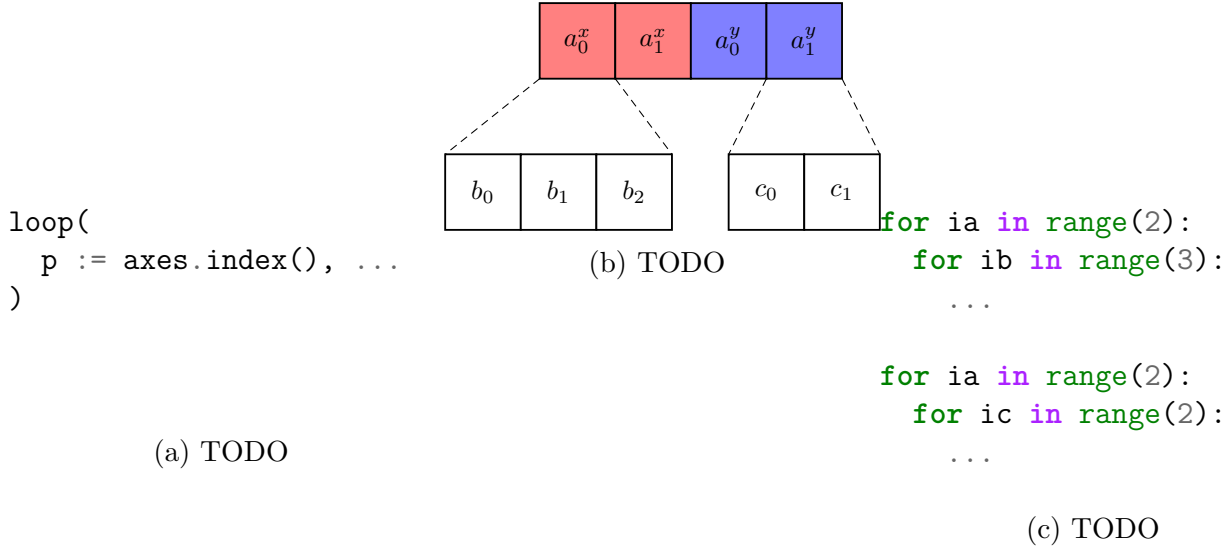 loop(
  p := axes.index(), ...
)
(a) TODO
a_0^x a_1^x a_0^y a_1^y
b_0 b_1 b_2 c_0 c_1
(b) TODO
for ia in range(2):
  for ib in range(3):
    ...
for ia in range(2):
  for ic in range(2):
    ...
(c) TODO